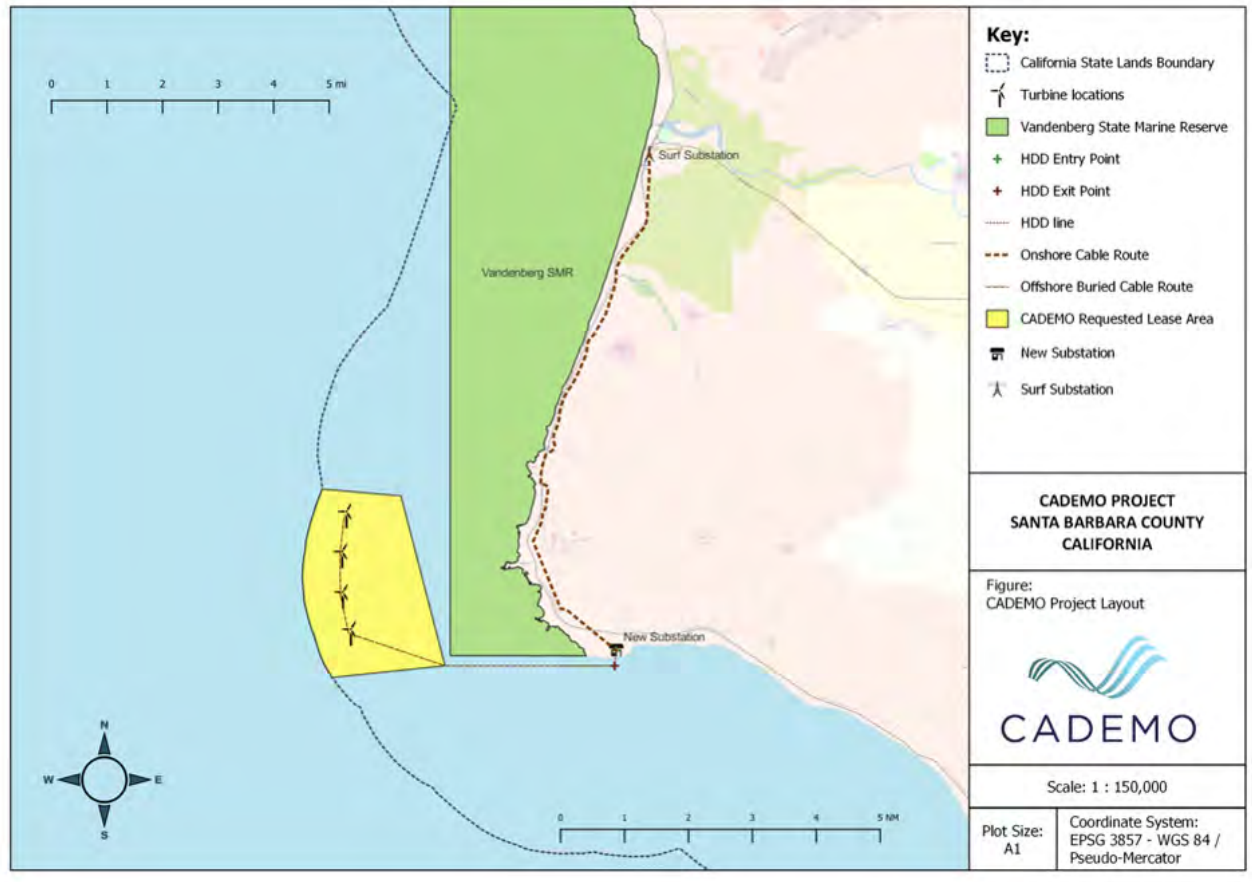 0 1 2 3 4 5 mi
Surf Substation
Vandenberg SMR
New Substation
N
W E
S
0 1 2 3 4 5 NM
Key:
California State Lands Boundary
Turbine locations
Vandenberg State Marine Reserve
HDD Entry Point
HDD Exit Point
HDD line
Onshore Cable Route
Offshore Buried Cable Route
CADEMO Requested Lease Area
New Substation
Surf Substation
CADEMO PROJECT
SANTA BARBARA COUNTY
CALIFORNIA
Figure:
CADEMO Project Layout
CADEMO
Scale: 1 : 150,000
Plot Size:
A1
Coordinate System:
EPSG 3857 - WGS 84 /
Pseudo-Mercator